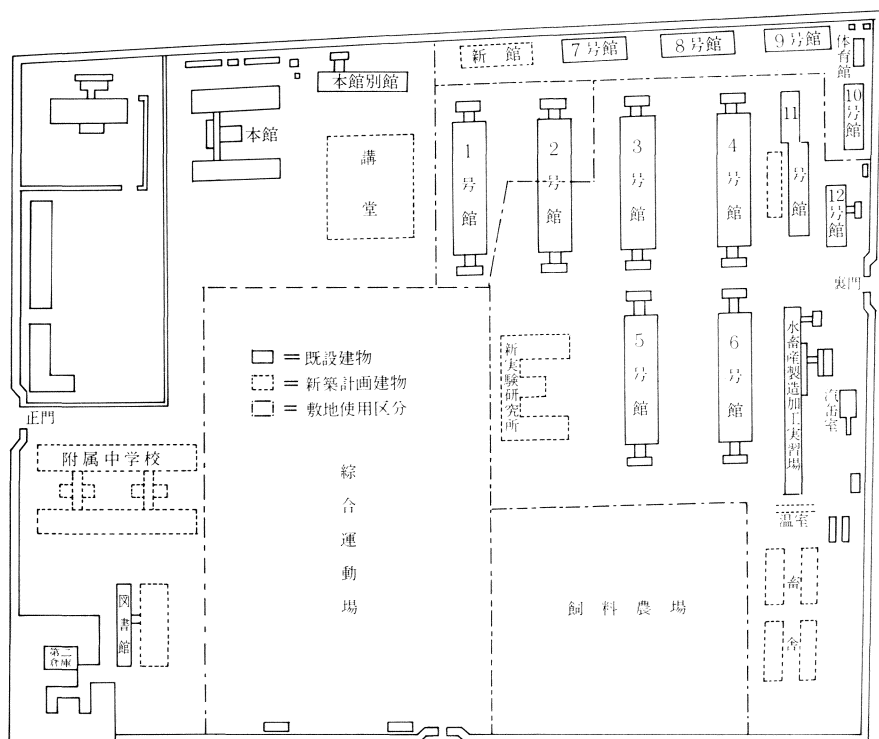 新館
7号館
8号館
9号館
体育館
本館別館
本館
講堂
1号館
2号館
3号館
4号館
11号館
10号館
12号館
裏門
= 既設建物
= 新築計画建物
= 敷地使用区分
新実験研究所
5号館
6号館
水畜産製造加工実習場
汽缶室
正門
附属中学校
綜合運動場
温室
図書館
飼料農場
畜舎
第二倉庫